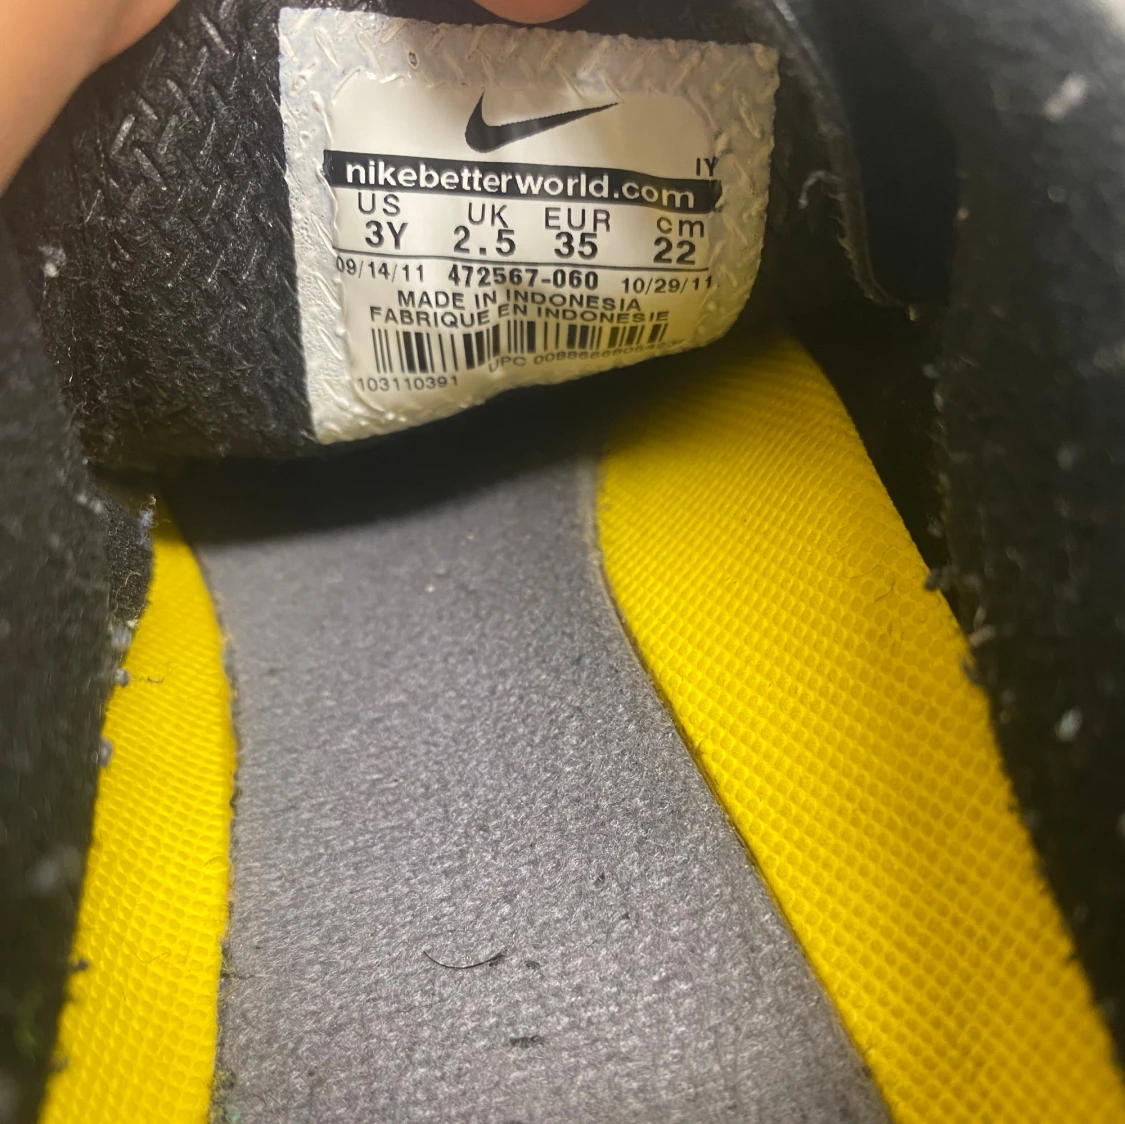 IY
nikebetterworld.com
US UK EUR cm
3Y 2.5 35 22
09/14/11 472567-060 10/29/11
MADE IN INDONESIA
FABRIQUE EN INDONESIE
UPC
103110391